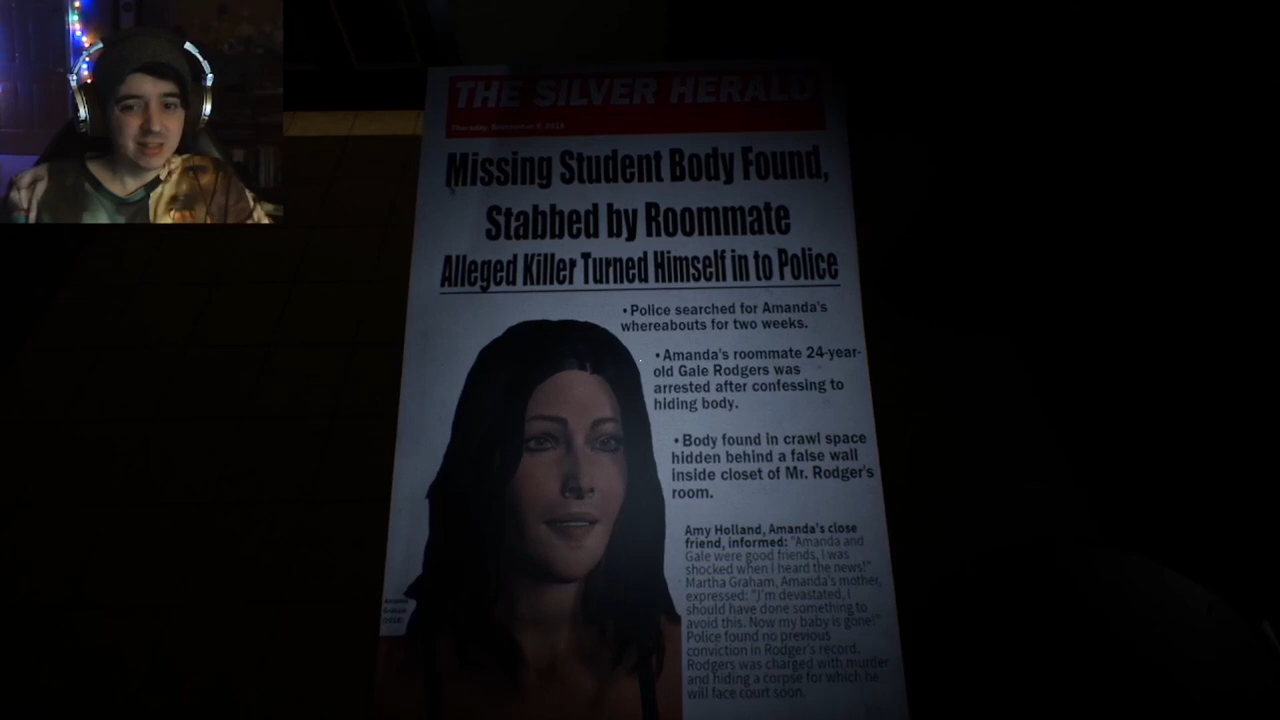 THE SILVER HERALD
Missing Student Body Found,
Stabbed by Roommate
Alleged Killer Turned Himself in to Police
• Police searched for Amanda's
whereabouts for two weeks.
• Amanda's roommate 24-year-
old Gale Rodgers was
arrested after confessing to
hiding body.
• Body found in crawl space
hidden behind a false wall
inside closet of Mr. Rodger's
room.
Amy Holland, Amanda's close
friend, informed: "Amanda and
Gale were good friends, I was
shocked when I heard the news!"
Martha Graham, Amanda's mother,
expressed: "I'm devastated, I
should have done something to
avoid this. Now my baby is gone!"
Police found no previous
conviction in Rodger's record.
Rodgers was charged with murder
and hiding a corpse for which he
will face court soon.